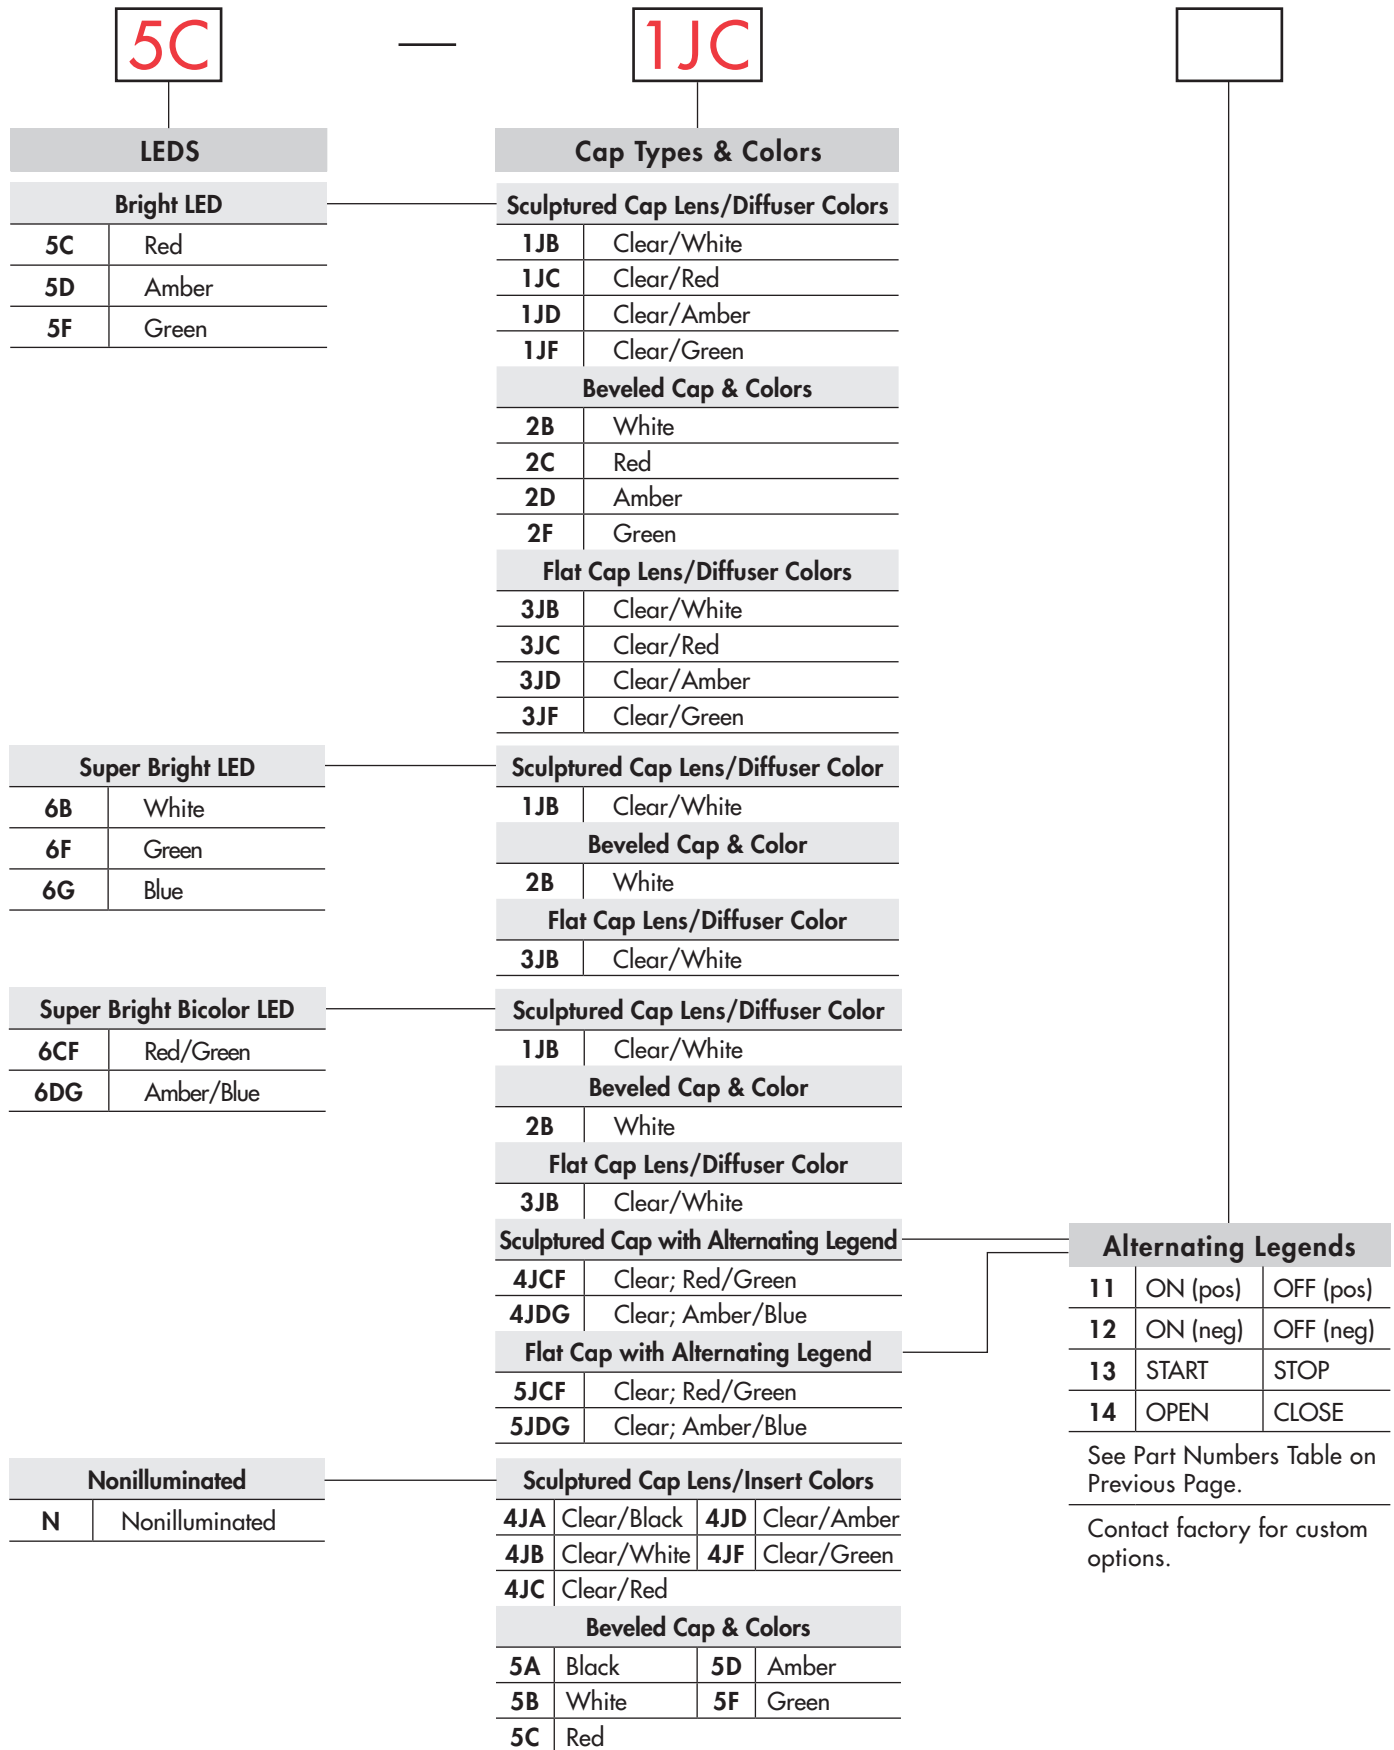 5C — 1JC
LEDS
Bright LED
5C Red
5D Amber
5F Green
Super Bright LED
6B White
6F Green
6G Blue
Super Bright Bicolor LED
6CF Red/Green
6DG Amber/Blue
Nonilluminated
N Nonilluminated
Cap Types & Colors
Sculptured Cap Lens/Diffuser Colors
1JB Clear/White
1JC Clear/Red
1JD Clear/Amber
1JF Clear/Green
Beveled Cap & Colors
2B White
2C Red
2D Amber
2F Green
Flat Cap Lens/Diffuser Colors
3JB Clear/White
3JC Clear/Red
3JD Clear/Amber
3JF Clear/Green
Sculptured Cap Lens/Diffuser Color
1JB Clear/White
Beveled Cap & Color
2B White
Flat Cap Lens/Diffuser Color
3JB Clear/White
Sculptured Cap Lens/Diffuser Color
1JB Clear/White
Beveled Cap & Color
2B White
Flat Cap Lens/Diffuser Color
3JB Clear/White
Sculptured Cap with Alternating Legend
4JCF Clear; Red/Green
4JDG Clear; Amber/Blue
Flat Cap with Alternating Legend
5JCF Clear; Red/Green
5JDG Clear; Amber/Blue
Sculptured Cap Lens/Insert Colors
4JA Clear/Black 4JD Clear/Amber
4JB Clear/White 4JF Clear/Green
4JC Clear/Red
Beveled Cap & Colors
5A Black 5D Amber
5B White 5F Green
5C Red
Alternating Legends
11 ON (pos) OFF (pos)
12 ON (neg) OFF (neg)
13 START STOP
14 OPEN CLOSE
See Part Numbers Table on
Previous Page.
Contact factory for custom
options.